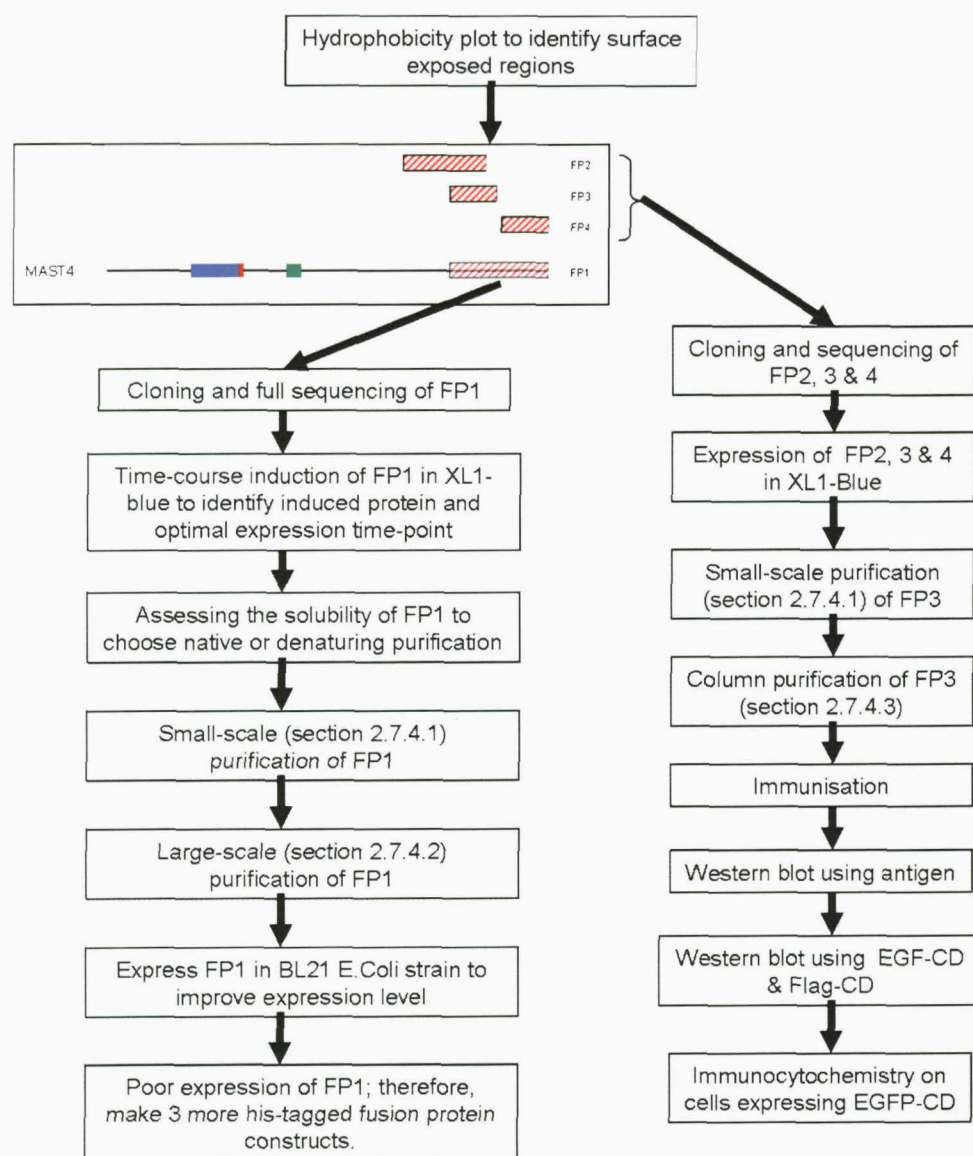 Hydrophobicity plot to identify surface
exposed regions
FP2
FP3
FP4
MAST4
FP1
Cloning and full sequencing of FP1
Time-course induction of FP1 in XL1-
blue to identify induced protein and
optimal expression time-point
Assessing the solubility of FP1 to
choose native or denaturing purification
Small-scale (section 2.7.4.1)
purification of FP1
Large-scale (section 2.7.4.2)
purification of FP1
Express FP1 in BL21 E.Coli strain to
improve expression level
Poor expression of FP1; therefore,
make 3 more his-tagged fusion protein
constructs.
Cloning and sequencing of
FP2, 3 & 4
Expression of FP2, 3 & 4
in XL1-Blue
Small-scale purification
(section 2.7.4.1) of FP3
Column purification of FP3
(section 2.7.4.3)
Immunisation
Western blot using antigen
Western blot using EGF-CD
& Flag-CD
Immunocytochemistry on
cells expressing EGFP-CD